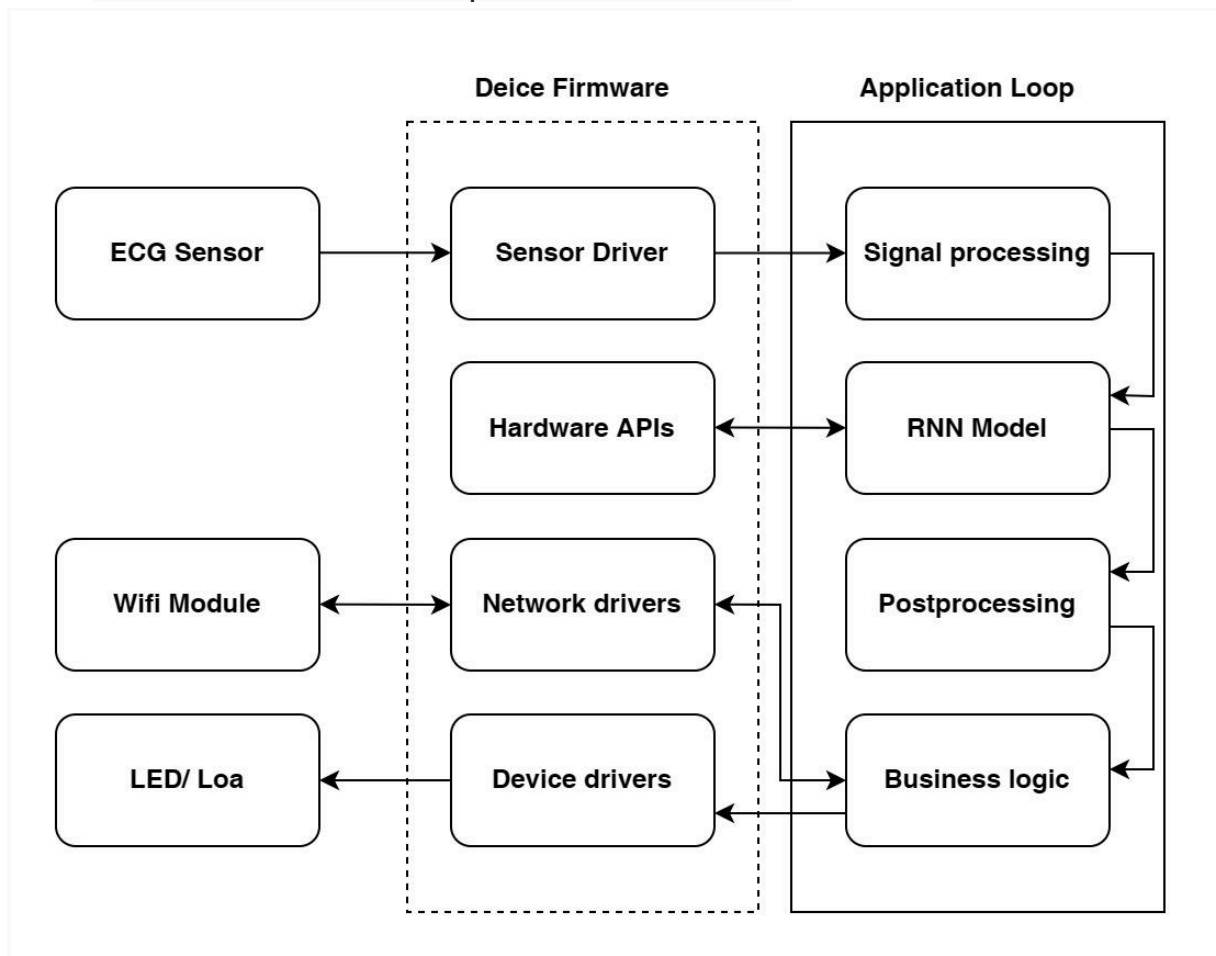 Deice Firmware
Application Loop
ECG Sensor
Sensor Driver
Signal processing
Hardware APIs
RNN Model
Wifi Module
Network drivers
Postprocessing
LED/ Loa
Device drivers
Business logic